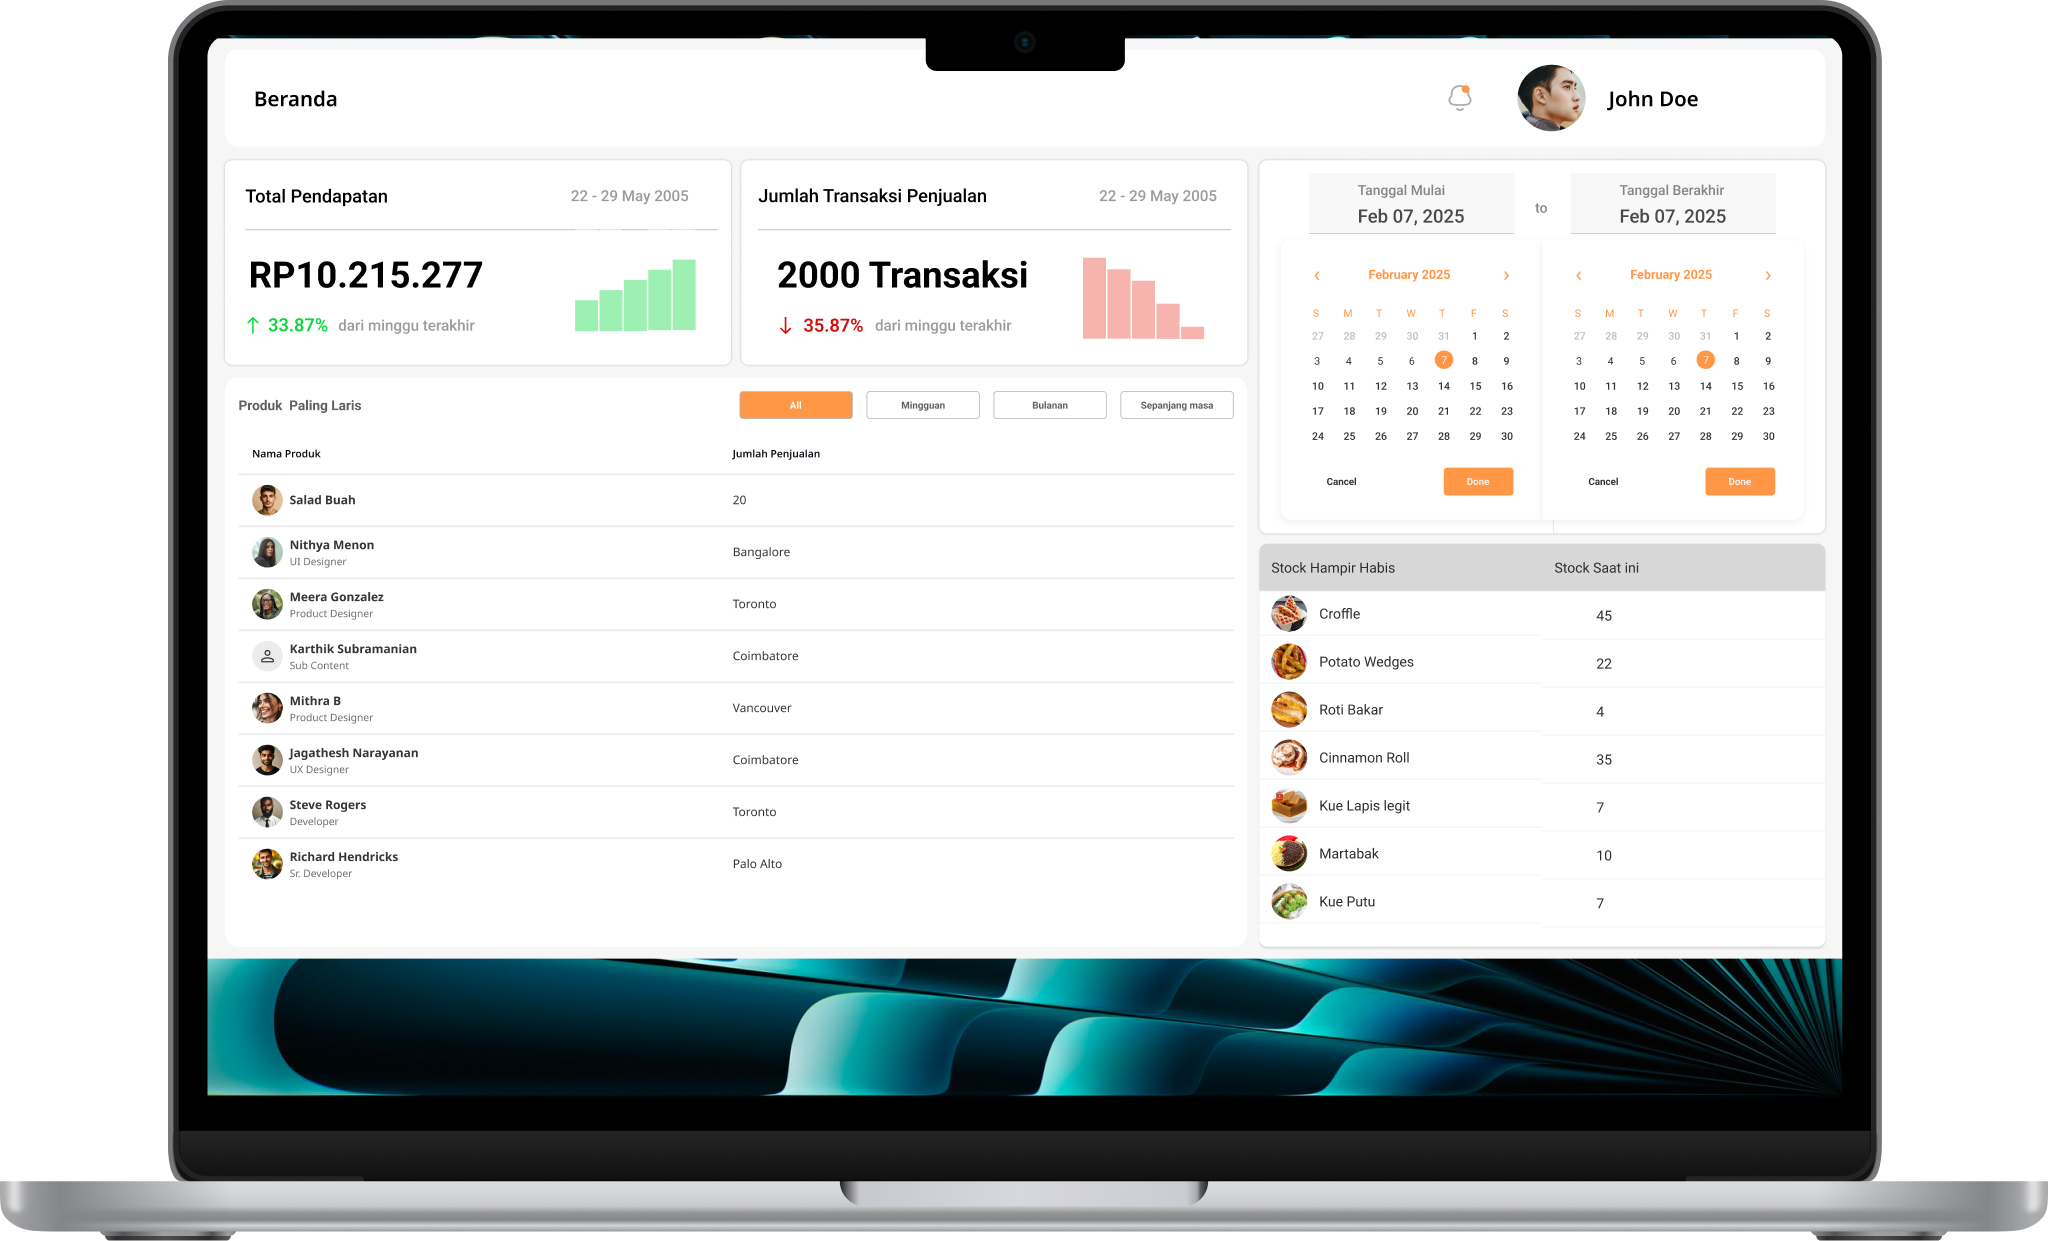 Beranda
John Doe
Total Pendapatan
22 - 29 May 2005
RP10.215.277
33.87% dari minggu terakhir
Jumlah Transaksi Penjualan
22 - 29 May 2005
2000 Transaksi
35.87% dari minggu terakhir
Tanggal Mulai
Feb 07, 2025
to
Tanggal Berakhir
Feb 07, 2025
February 2025
S M T W T F S
27 28 29 30 31 1 2
3 4 5 6 7 8 9
10 11 12 13 14 15 16
17 18 19 20 21 22 23
24 25 26 27 28 29 30
Cancel Done
February 2025
S M T W T F S
27 28 29 30 31 1 2
3 4 5 6 7 8 9
10 11 12 13 14 15 16
17 18 19 20 21 22 23
24 25 26 27 28 29 30
Cancel Done
Produk Paling Laris
All Mingguan Bulanan Sepanjang masa
Nama Produk Jumlah Penjualan
Salad Buah 20
Nithya Menon
UI Designer
Bangalore
Meera Gonzalez
Product Designer
Toronto
Karthik Subramanian
Sub Content
Coimbatore
Mithra B
Product Designer
Vancouver
Jagathesh Narayanan
UX Designer
Coimbatore
Steve Rogers
Developer
Toronto
Richard Hendricks
Sr. Developer
Palo Alto
Stock Hampir Habis Stock Saat ini
Croffle 45
Potato Wedges 22
Roti Bakar 4
Cinnamon Roll 35
Kue Lapis legit 7
Martabak 10
Kue Putu 7